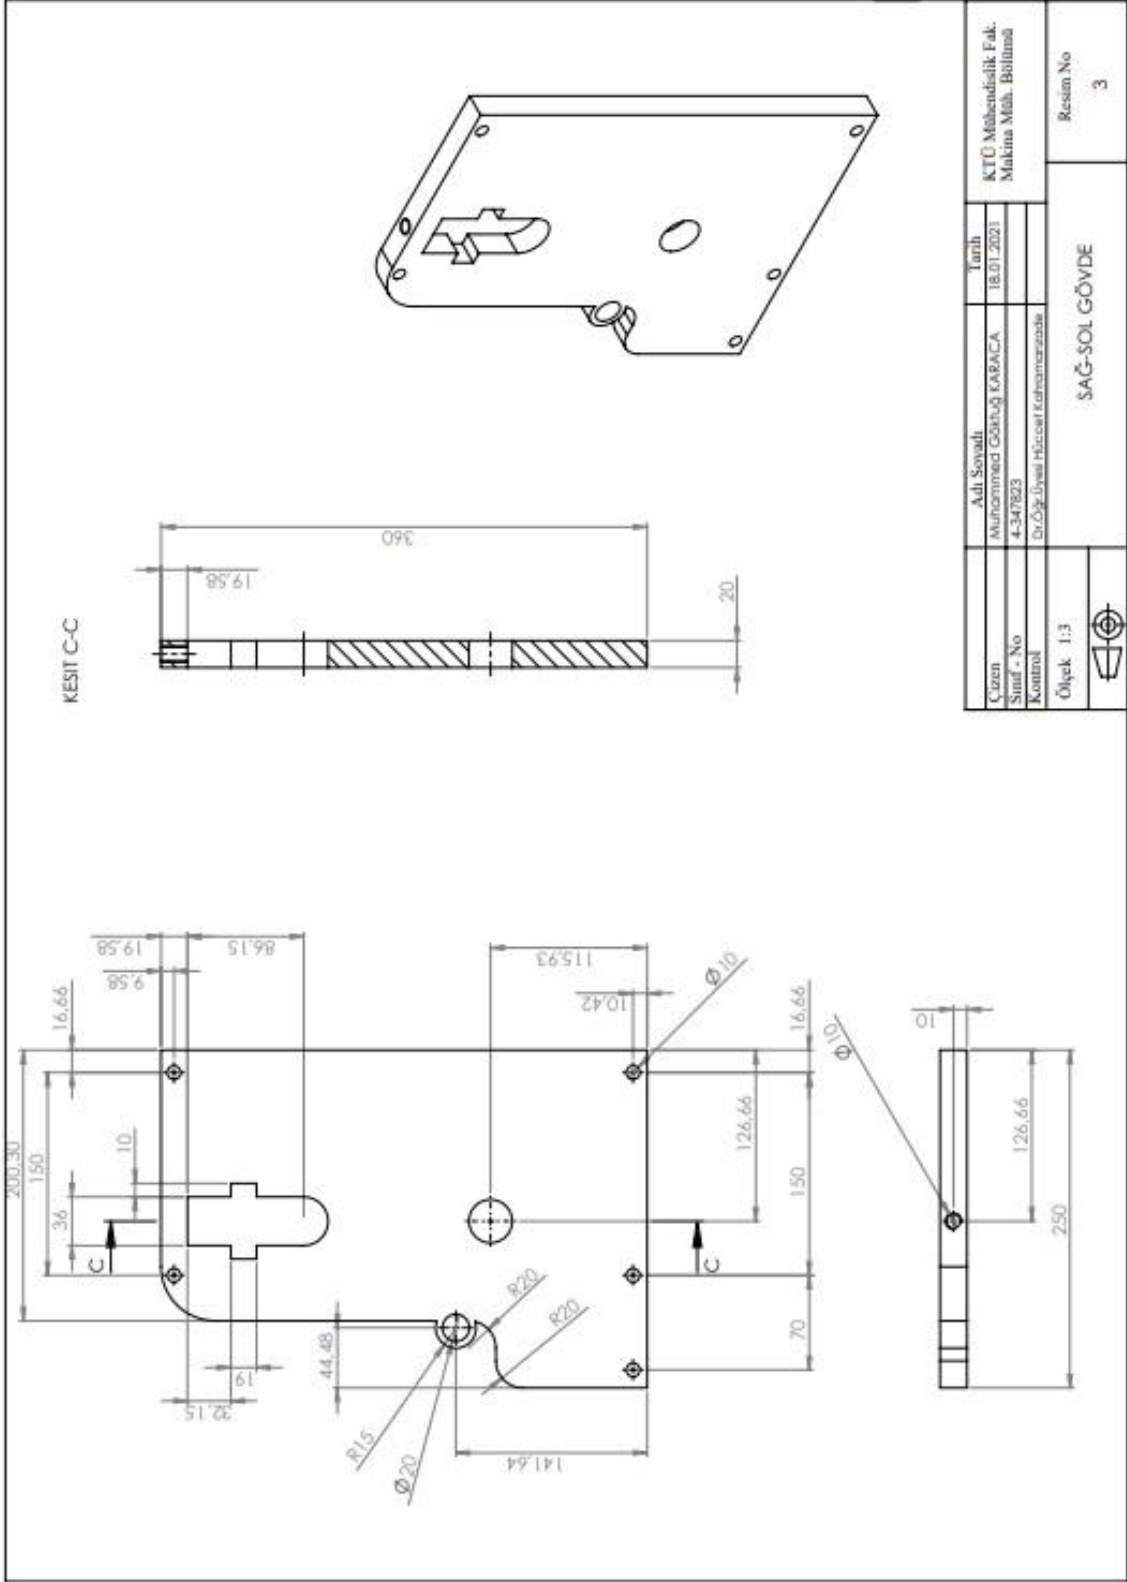 KESİT C-C
360
19,58
20
200,30
150
16,66
36
10
C
9,58
19,58
86,15
115,93
10,42
Ø10
19
32,15
44,48
R15
Ø20
R20
R20
141,64
C
126,66
16,66
150
70
Ø10
10
126,66
250
Adı Soyadı
Tarih
KTÜ Mühendislik Fak.
Makina Müh. Bölümü
Çizen
Muhammed Göktuğ KARACA
18.01.2021
Sınıf - No
4-347823
Kontrol
Dr.Öğr.Üyesi Hüccet Kahramanzade
Ölçek 1:3
SAĞ-SOL GÖVDE
Resim No
3